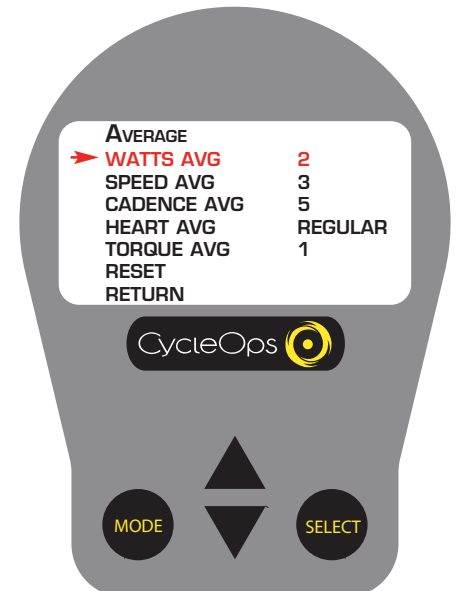 AVERAGE
WATTS AVG 2
SPEED AVG 3
CADENCE AVG 5
HEART AVG REGULAR
TORQUE AVG 1
RESET
RETURN
CycleOps
MODE SELECT